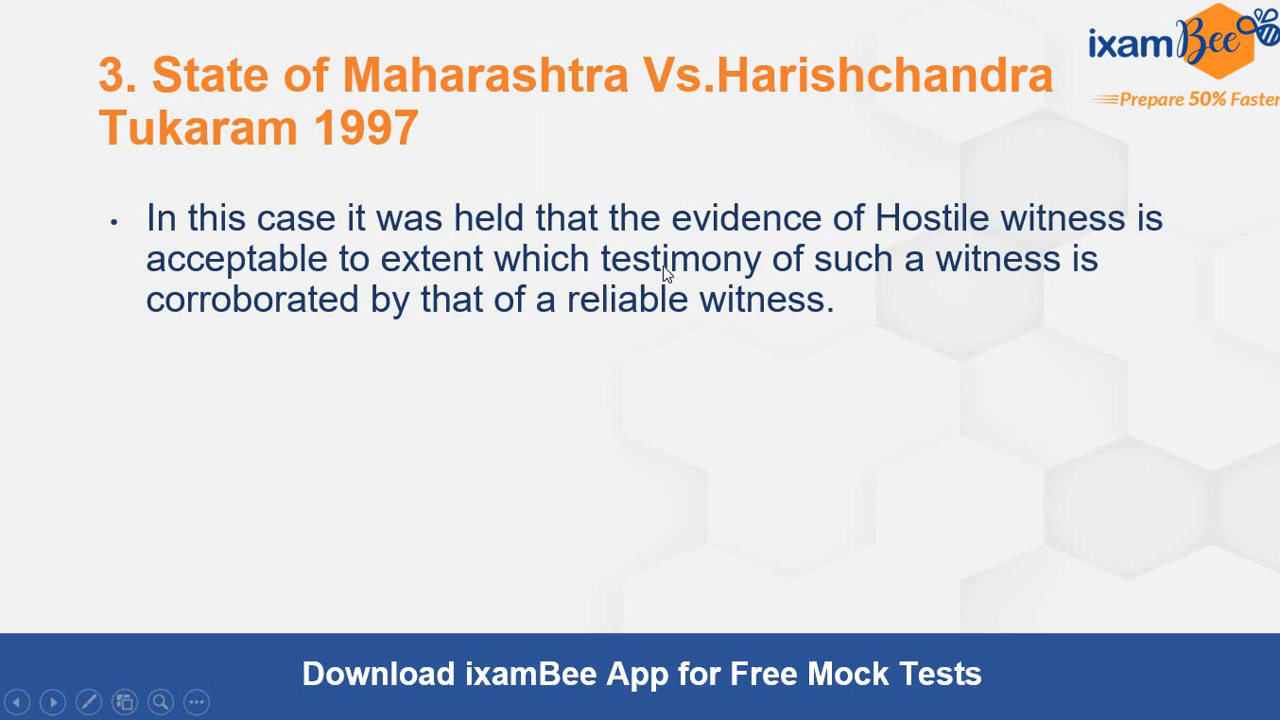 ixamBee
Prepare 50% Faster
3. State of Maharashtra Vs.Harishchandra
Tukaram 1997
• In this case it was held that the evidence of Hostile witness is
acceptable to extent which testimony of such a witness is
corroborated by that of a reliable witness.
Download ixamBee App for Free Mock Tests